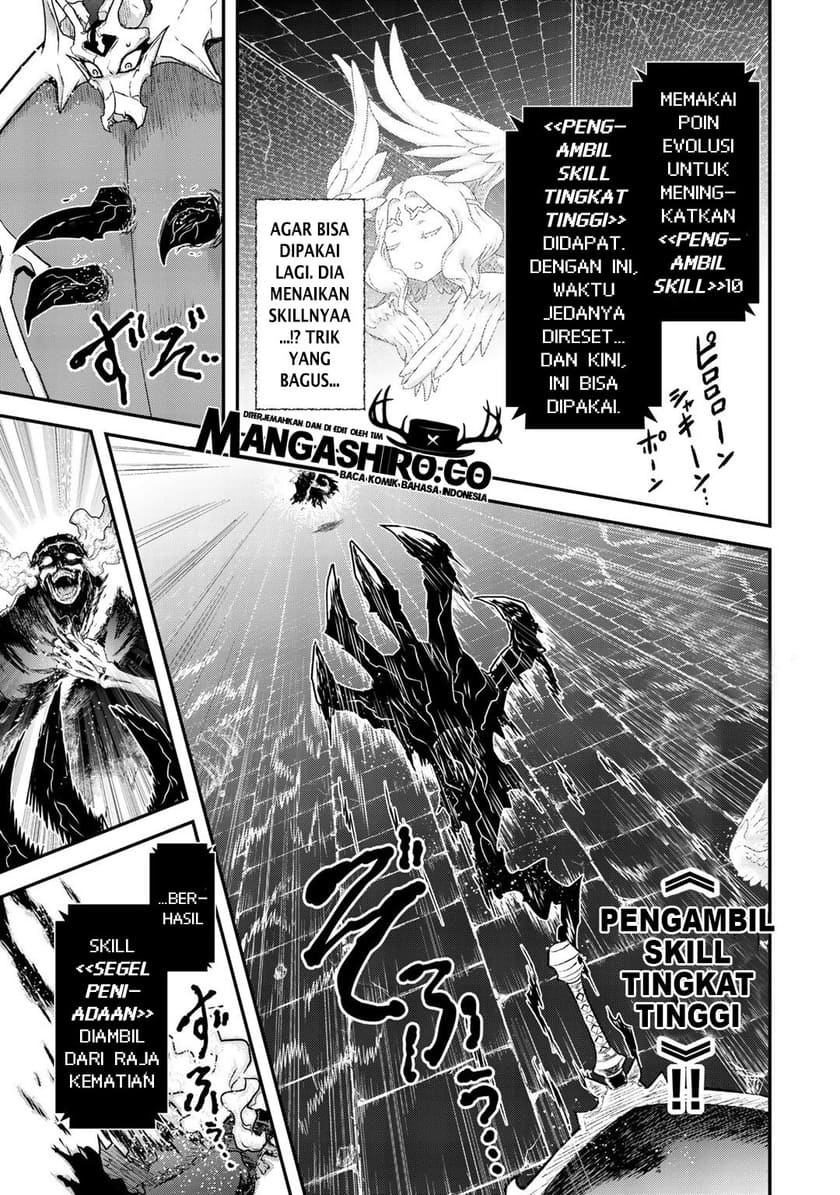 MEMAKAI
POIN
EVOLUSI
UNTUK
MENING-
KATKAN
<<PENG-
AMBIL
SKILL>>10
<<PENG-
AMBIL
SKILL
TINGKAT
TINGGI>>
DIDAPAT.
DENGAN INI,
WAKTU
JEDANYA
DIRESET...
DAN KINI,
INI BISA
DIPAKAI.
ピロロローン
シャキーン
ポーン…
AGAR BISA
DIPAKAI
LAGI. DIA
MENAIKAN
SKILLNYAA
...!? TRIK
YANG
BAGUS...
ずぞ…
DITERJEMAHKAN DAN DI EDIT OLEH TIM
MANGASHIRO.CO
BACA KOMIK BAHASA INDONESIA
《
PENGAMBIL
SKILL
TINGKAT
TINGGI
》
!!
ぞふぅ…
...BER-
HASIL
SKILL
<<SEGEL
PENI-
ADAAN>>
DIAMBIL
DARI RAJA
KEMATIAN
ずふぅ…